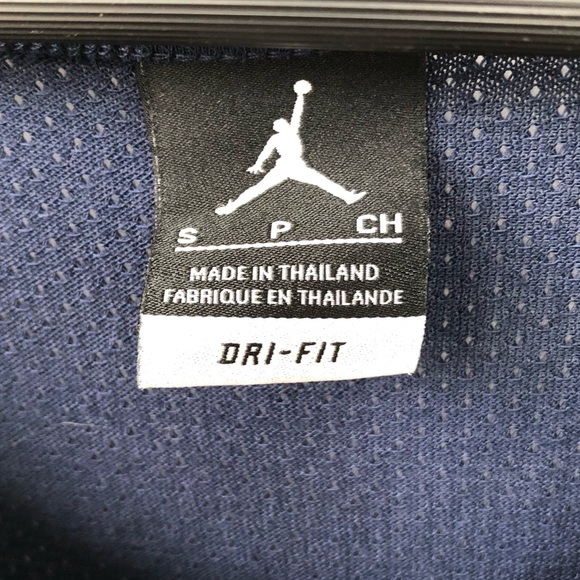 S P CH
MADE IN THAILAND
FABRIQUE EN THAILANDE
DRI-FIT